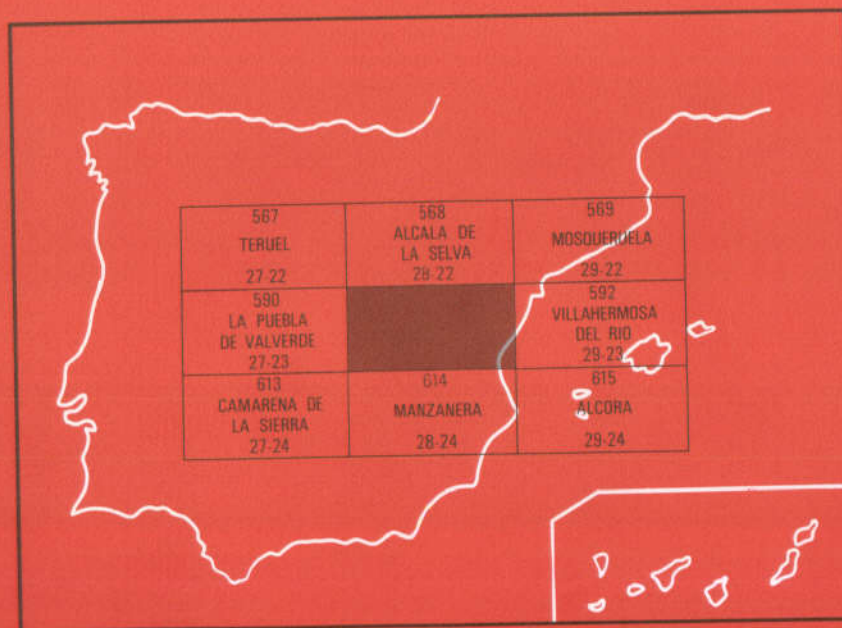 567
TERUEL
27-22
568
ALCALA DE
LA SELVA
28-22
569
MOSQUERUELA
29-22
590
LA PUEBLA
DE VALVERDE
27-23
592
VILLAHERMOSA
DEL RIO
29-23
613
CAMARENA DE
LA SIERRA
27-24
614
MANZANERA
28-24
615
ALCORA
29-24